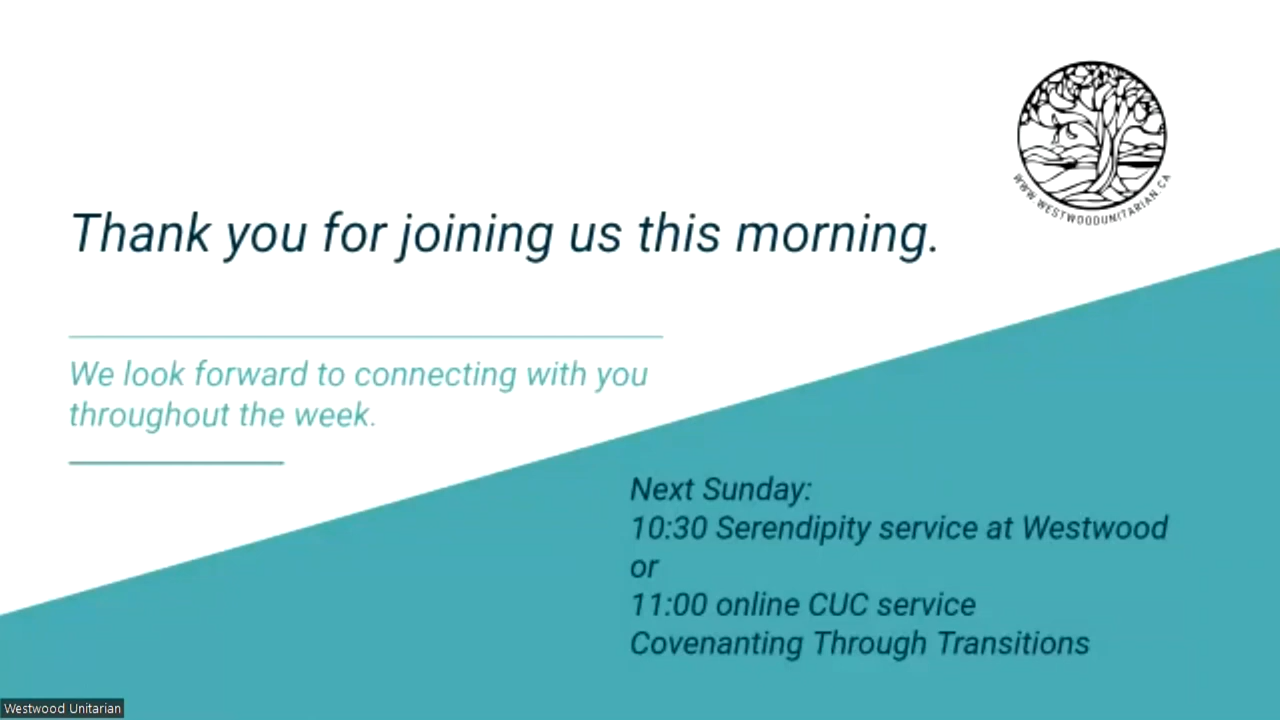 WWW.WESTWOODUNITARIAN.CA
Thank you for joining us this morning.
We look forward to connecting with you
throughout the week.
Next Sunday:
10:30 Serendipity service at Westwood
or
11:00 online CUC service
Covenanting Through Transitions
Westwood Unitarian